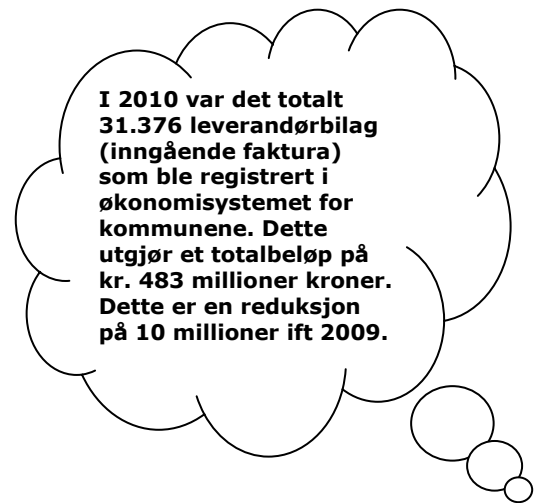 I 2010 var det totalt
31.376 leverandørbilag
(inngående faktura)
som ble registrert i
økonomisystemet for
kommunene. Dette
utgjør et totalbeløp på
kr. 483 millioner kroner.
Dette er en reduksjon
på 10 millioner ift 2009.